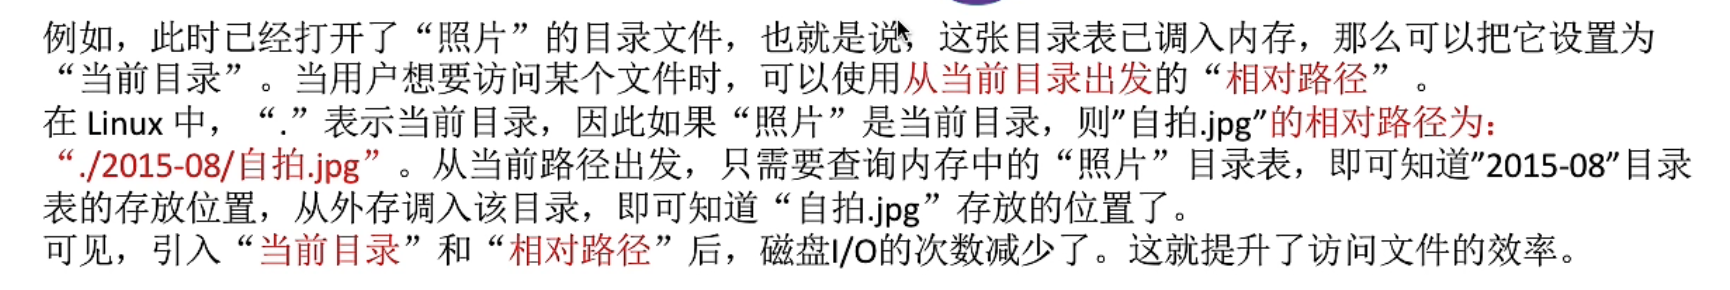 例如，此时已经打开了“照片”的目录文件，也就是说，这张目录表已调入内存，那么可以把它设置为
“当前目录”。当用户想要访问某个文件时，可以使用从当前目录出发的“相对路径”。
在 Linux 中，“.”表示当前目录，因此如果“照片”是当前目录，则”自拍.jpg”的相对路径为：
“./2015-08/自拍.jpg”。从当前路径出发，只需要查询内存中的“照片”目录表，即可知道”2015-08”目录
表的存放位置，从外存调入该目录，即可知道“自拍.jpg”存放的位置了。
可见，引入“当前目录”和“相对路径”后，磁盘I/O的次数减少了。这就提升了访问文件的效率。